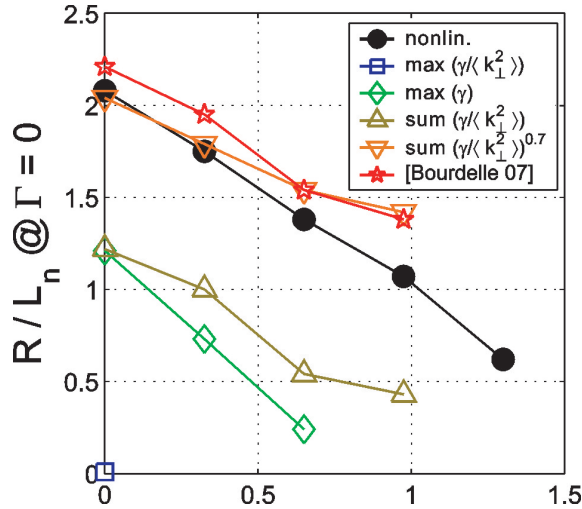 2.5
2
1.5
1
0.5
0
R / L_n @ Γ = 0
nonlin.
max (γ/⟨ k_⊥^2 ⟩)
max (γ)
sum (γ/⟨ k_⊥^2 ⟩)
sum (γ/⟨ k_⊥^2 ⟩)^0.7
[Bourdelle 07]
0 0.5 1 1.5